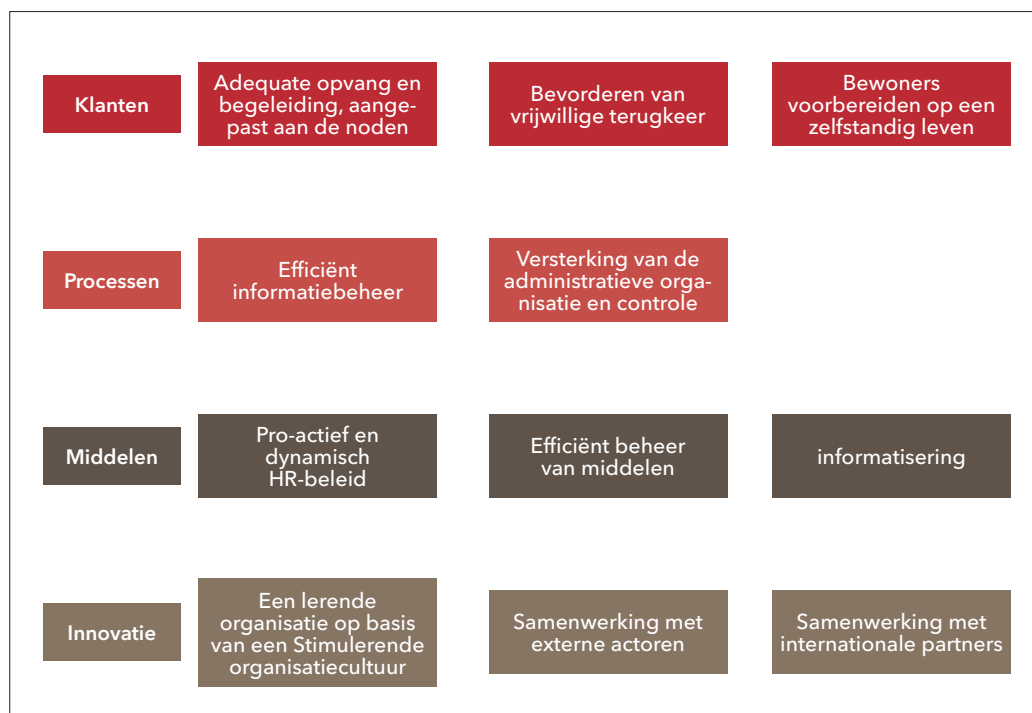 Klanten
Adequate opvang en
begeleiding, aange-
past aan de noden
Bevorderen van
vrijwillige terugkeer
Bewoners
voorbereiden op een
zelfstandig leven
Processen
Efficiënt
informatiebeheer
Versterking van de
administratieve orga-
nisatie en controle
Middelen
Pro-actief en
dynamisch
HR-beleid
Efficiënt beheer
van middelen
informatisering
Innovatie
Een lerende
organisatie op basis
van een Stimulerende
organisatiecultuur
Samenwerking met
externe actoren
Samenwerking met
internationale partners